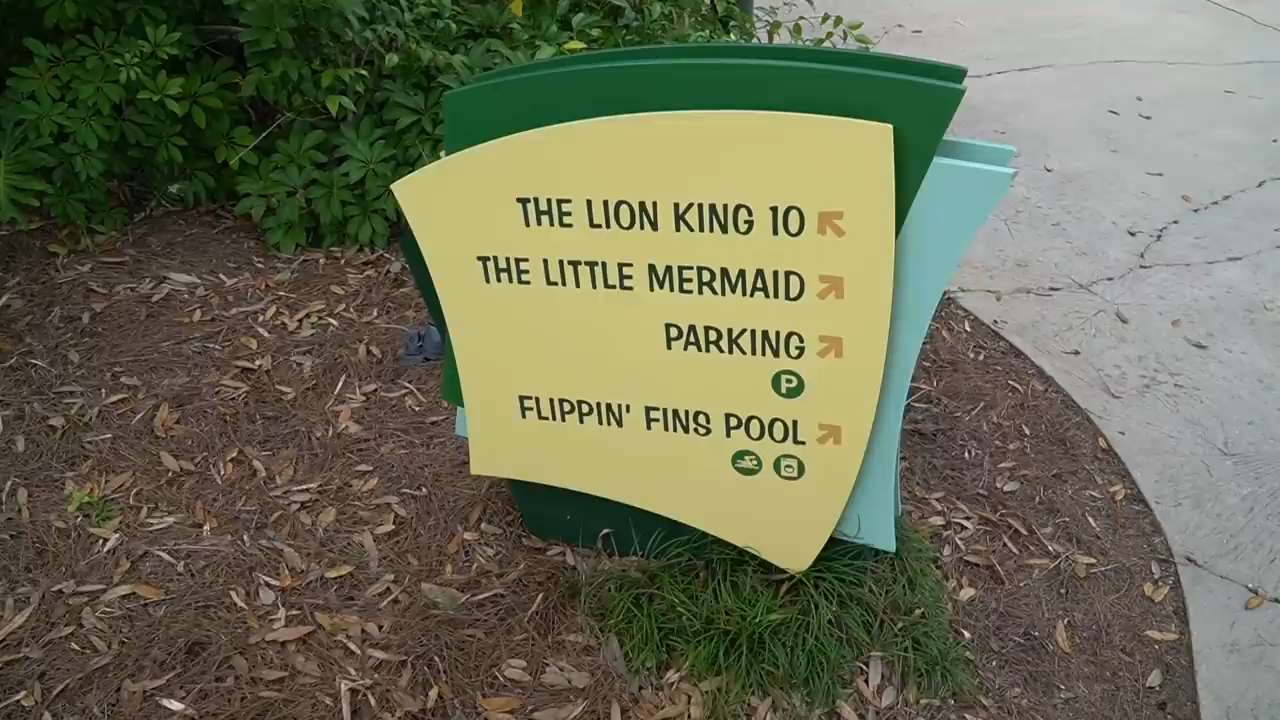 THE LION KING 10
THE LITTLE MERMAID
PARKING
P
FLIPPIN' FINS POOL